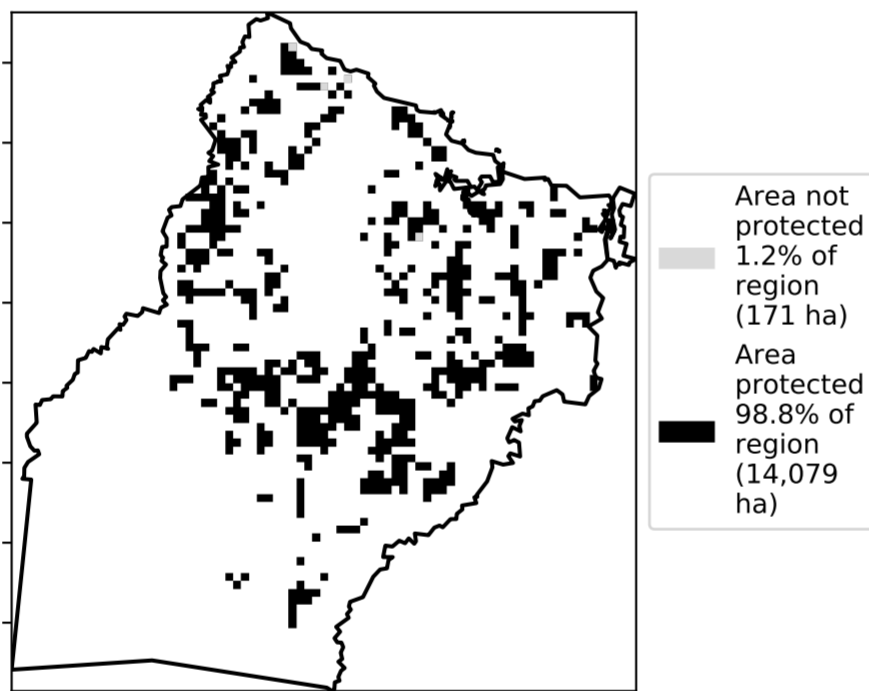 Area not
protected
1.2% of
region
(171 ha)
Area
protected
98.8% of
region
(14,079
ha)